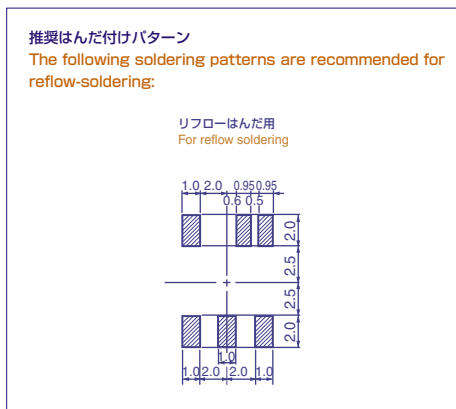 推奨はんだ付けパターン
The following soldering patterns are recommended for
reflow-soldering:
リフローはんだ用
For reflow soldering
1.0 2.0 0.95 0.95
0.6 0.5
2.0
2.5
2.5
2.0
1.0
1.0 2.0 2.0 1.0